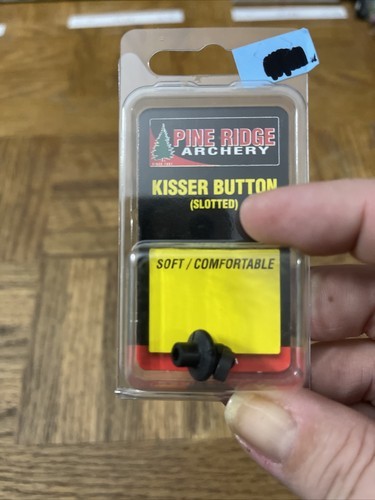 PINE RIDGE
ARCHERY
KISSER BUTTON
(SLOTTED)
SOFT / COMFORTABLE